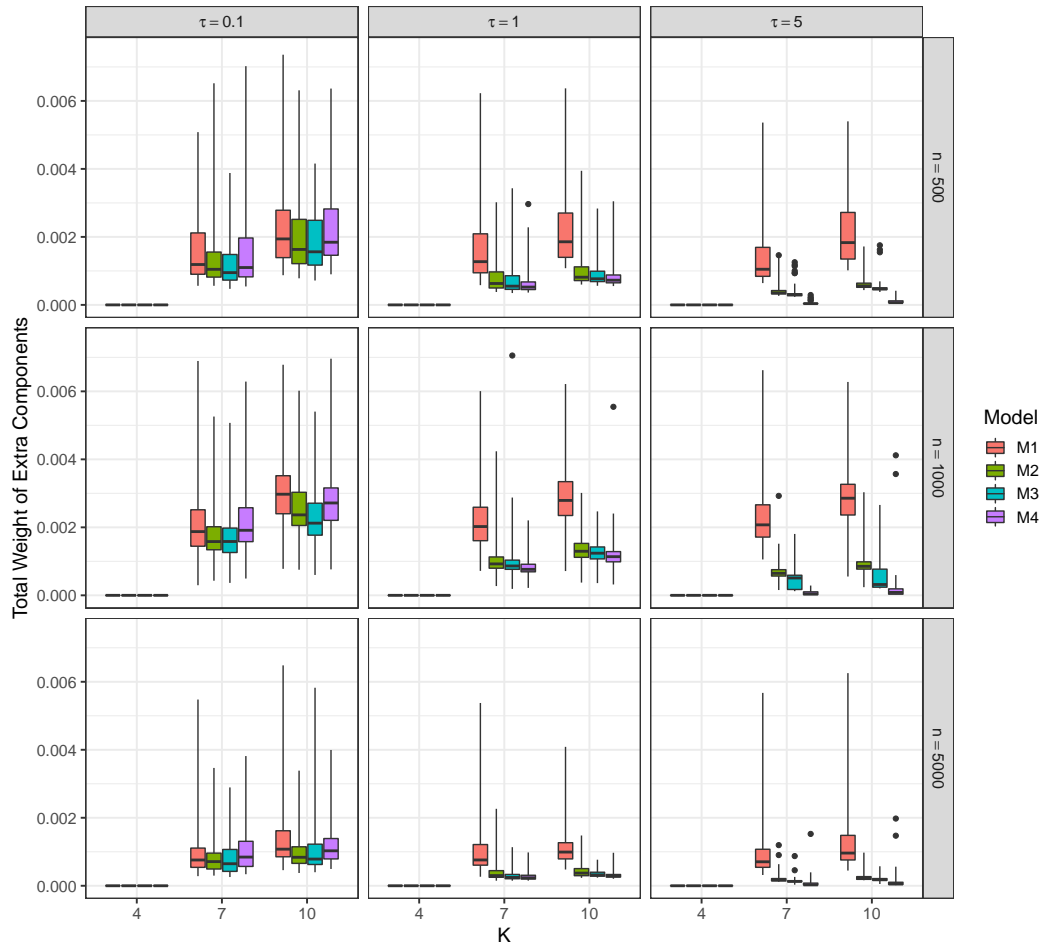 τ = 0.1
τ = 1
τ = 5
0.006
0.004
0.002
0.000
n = 500
0.006
0.004
0.002
0.000
n = 1000
0.006
0.004
0.002
0.000
n = 5000
4
7
10
4
7
10
4
7
10
K
Total Weight of Extra Components
Model
M1
M2
M3
M4